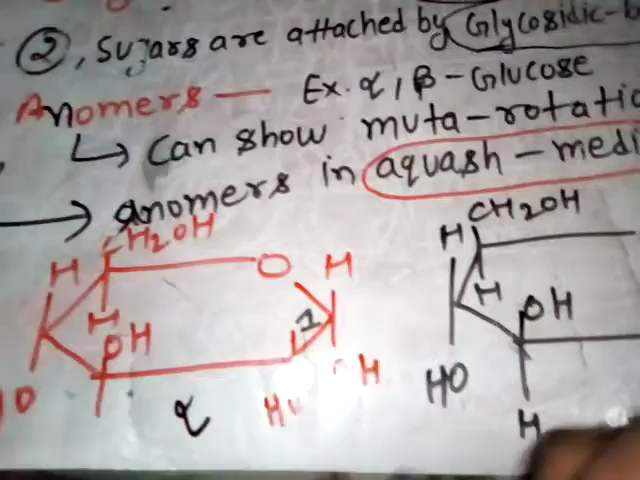 ② , Sugars are attached by Glycosidic-
Anomers — Ex. α, β - Glucose
↳ Can show muta-rotatio
→ anomers in aquash - medi
CH2OH
H O H
H
OH 1
HO H
α
CH2OH
H
H
OH
HO
H